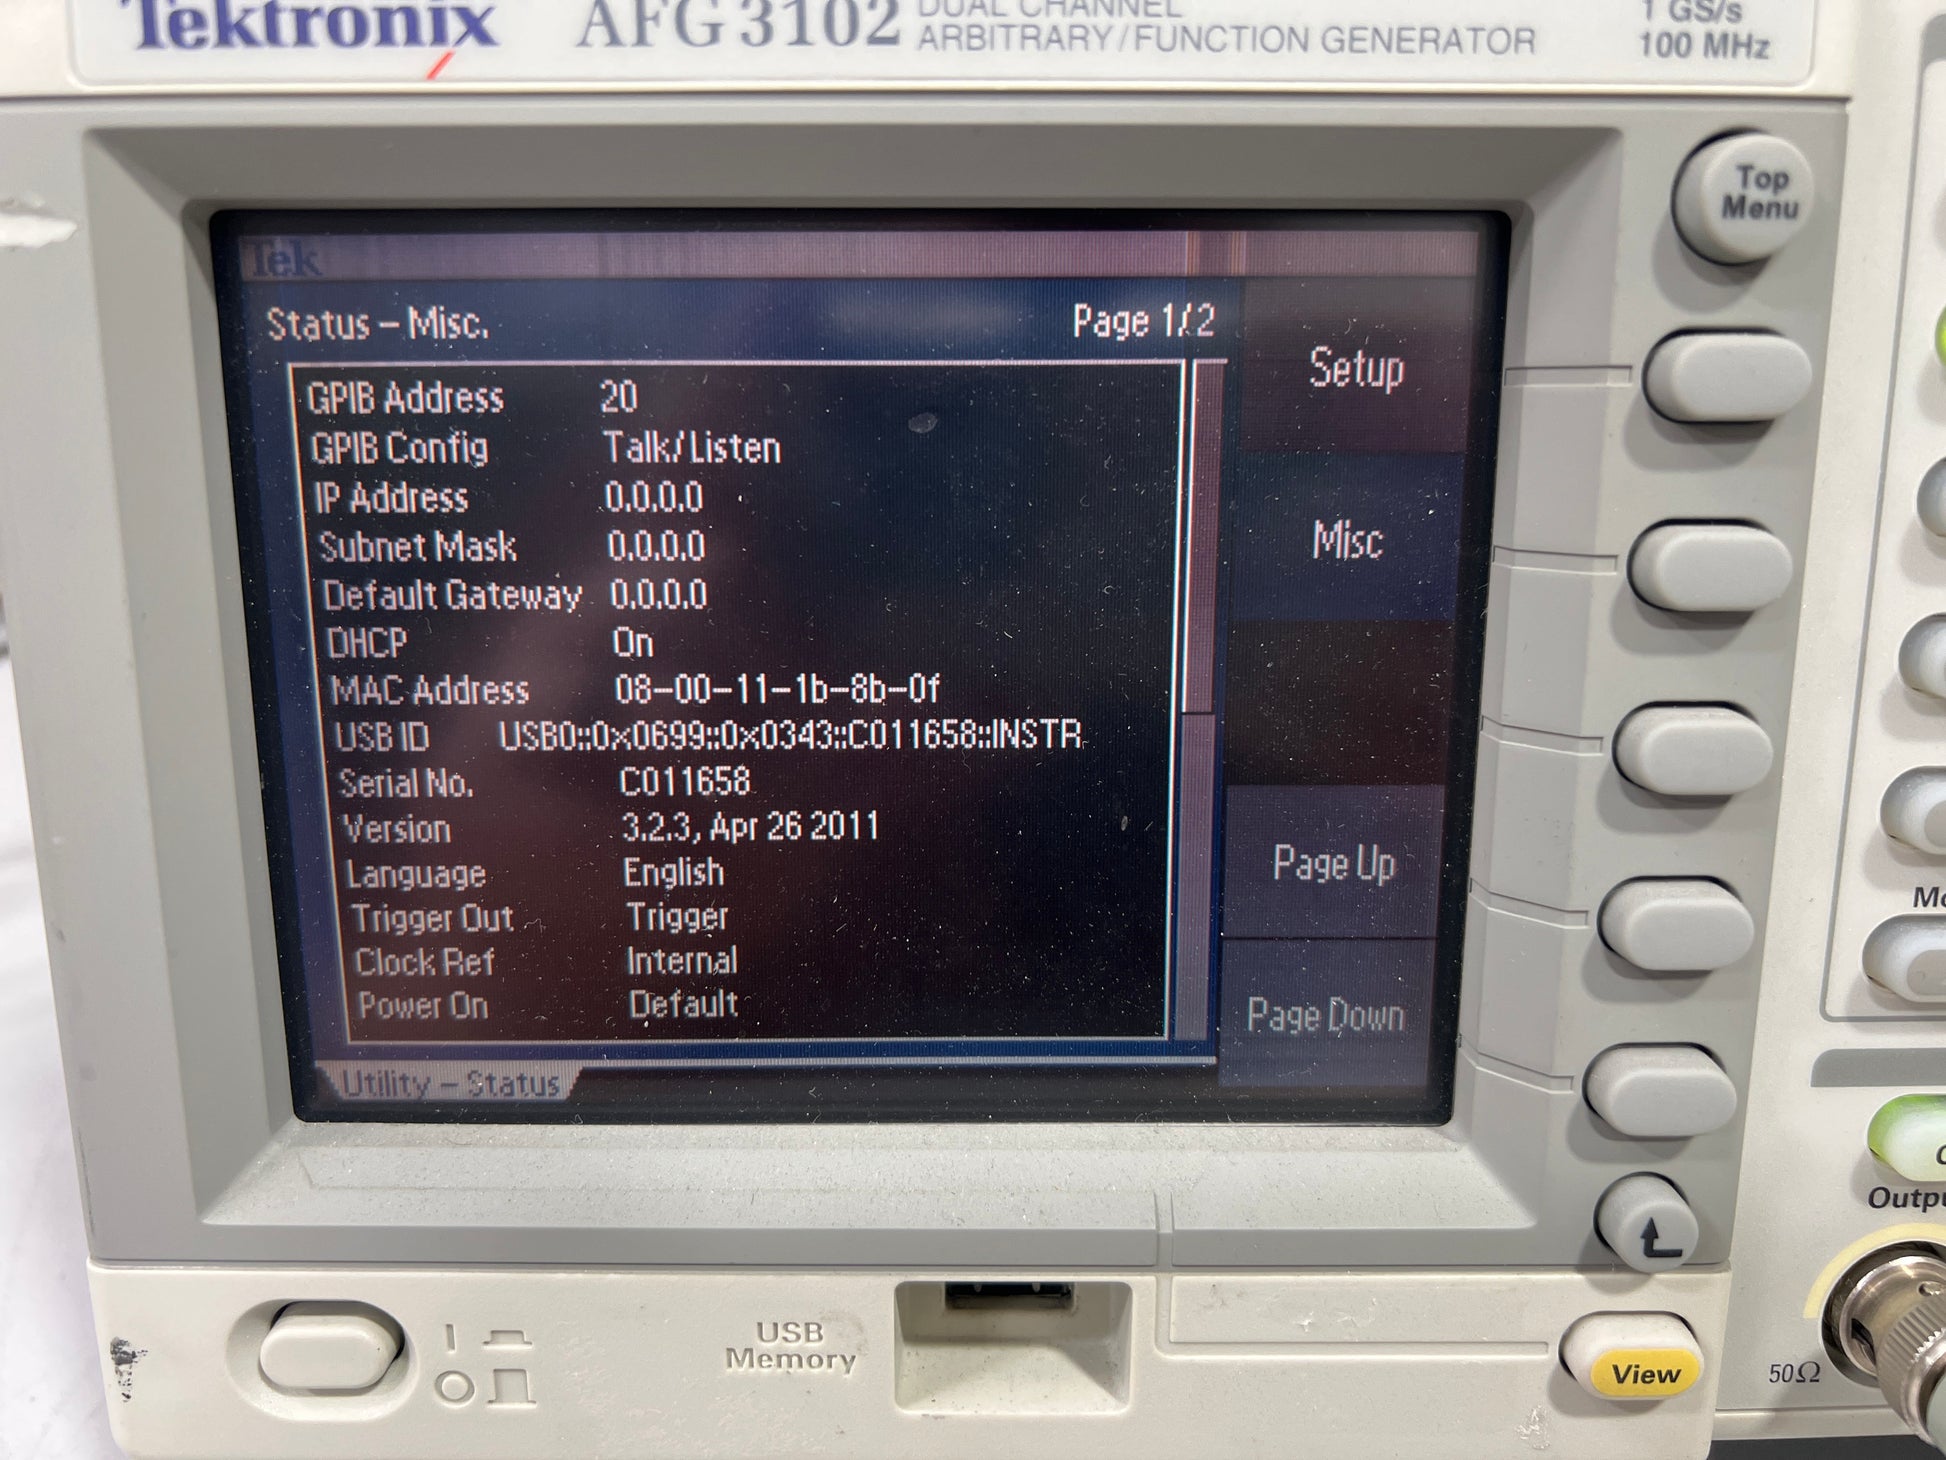 Tektronix AFG 3102 DUAL CHANNEL
ARBITRARY/FUNCTION GENERATOR
1 GS/s
100 MHz
Top
Menu
Tek
Status – Misc.
Page 1/2
GPIB Address 20
GPIB Config Talk/Listen
IP Address 0.0.0.0
Subnet Mask 0.0.0.0
Default Gateway 0.0.0.0
DHCP On
MAC Address 08-00-11-1b-8b-0f
USB ID USB0::0x0699::0x0343::C011658::INSTR
Serial No. C011658
Version 3.2.3, Apr 26 2011
Language English
Trigger Out Trigger
Clock Ref Internal
Power On Default
Utility – Status
Setup
Misc
Page Up
Page Down
USB
Memory
View
50Ω